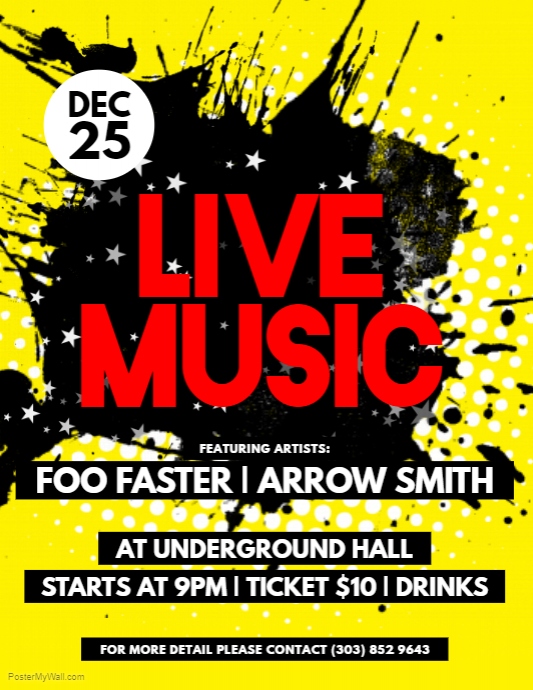 DEC
25
LIVE
MUSIC
FEATURING ARTISTS:
FOO FASTER | ARROW SMITH
AT UNDERGROUND HALL
STARTS AT 9PM | TICKET $10 | DRINKS
FOR MORE DETAIL PLEASE CONTACT (303) 852 9643
PosterMyWall.com